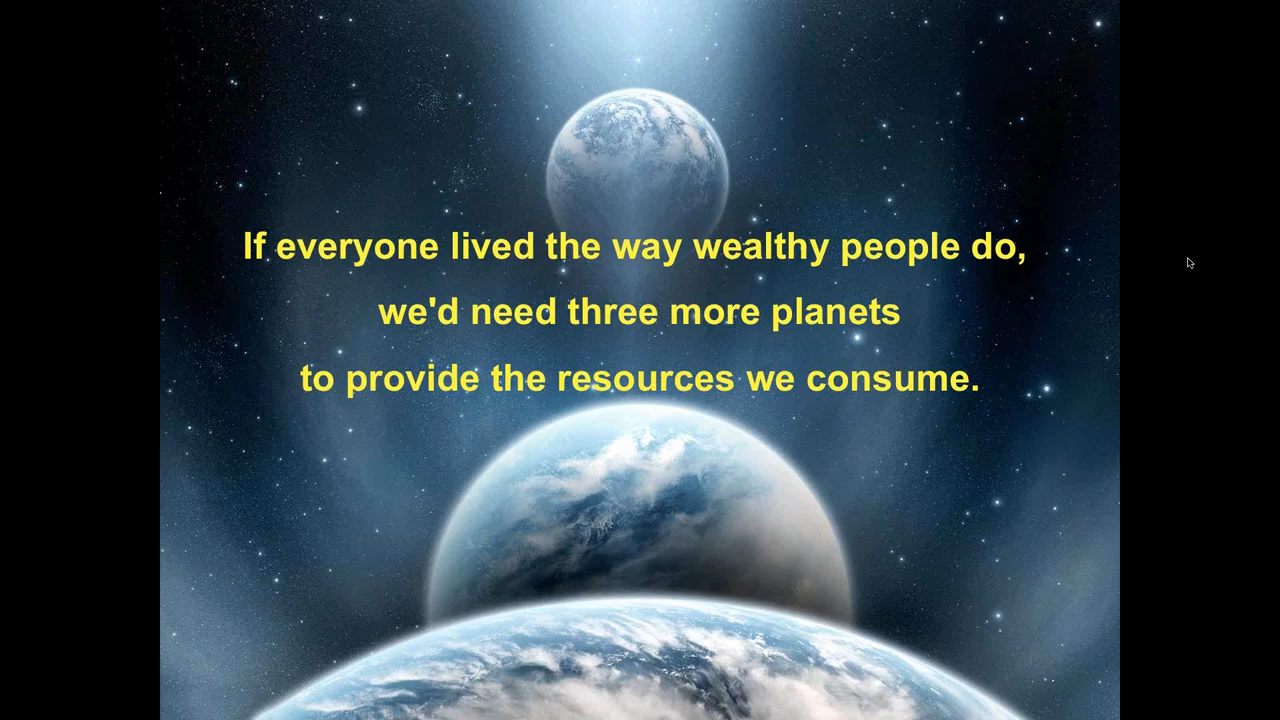 If everyone lived the way wealthy people do,
we'd need three more planets
to provide the resources we consume.